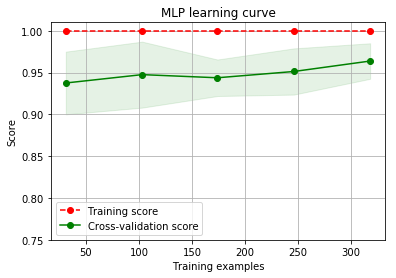 MLP learning curve
1.00
0.95
0.90
0.85
0.80
0.75
Score
Training score
Cross-validation score
50
100
150
200
250
300
Training examples